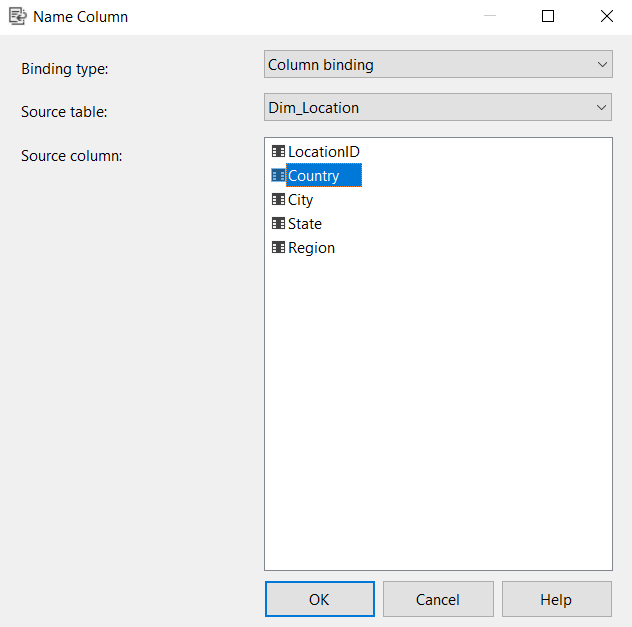 Name Column
Binding type:
Column binding
Source table:
Dim_Location
Source column:
LocationID
Country
City
State
Region
OK
Cancel
Help